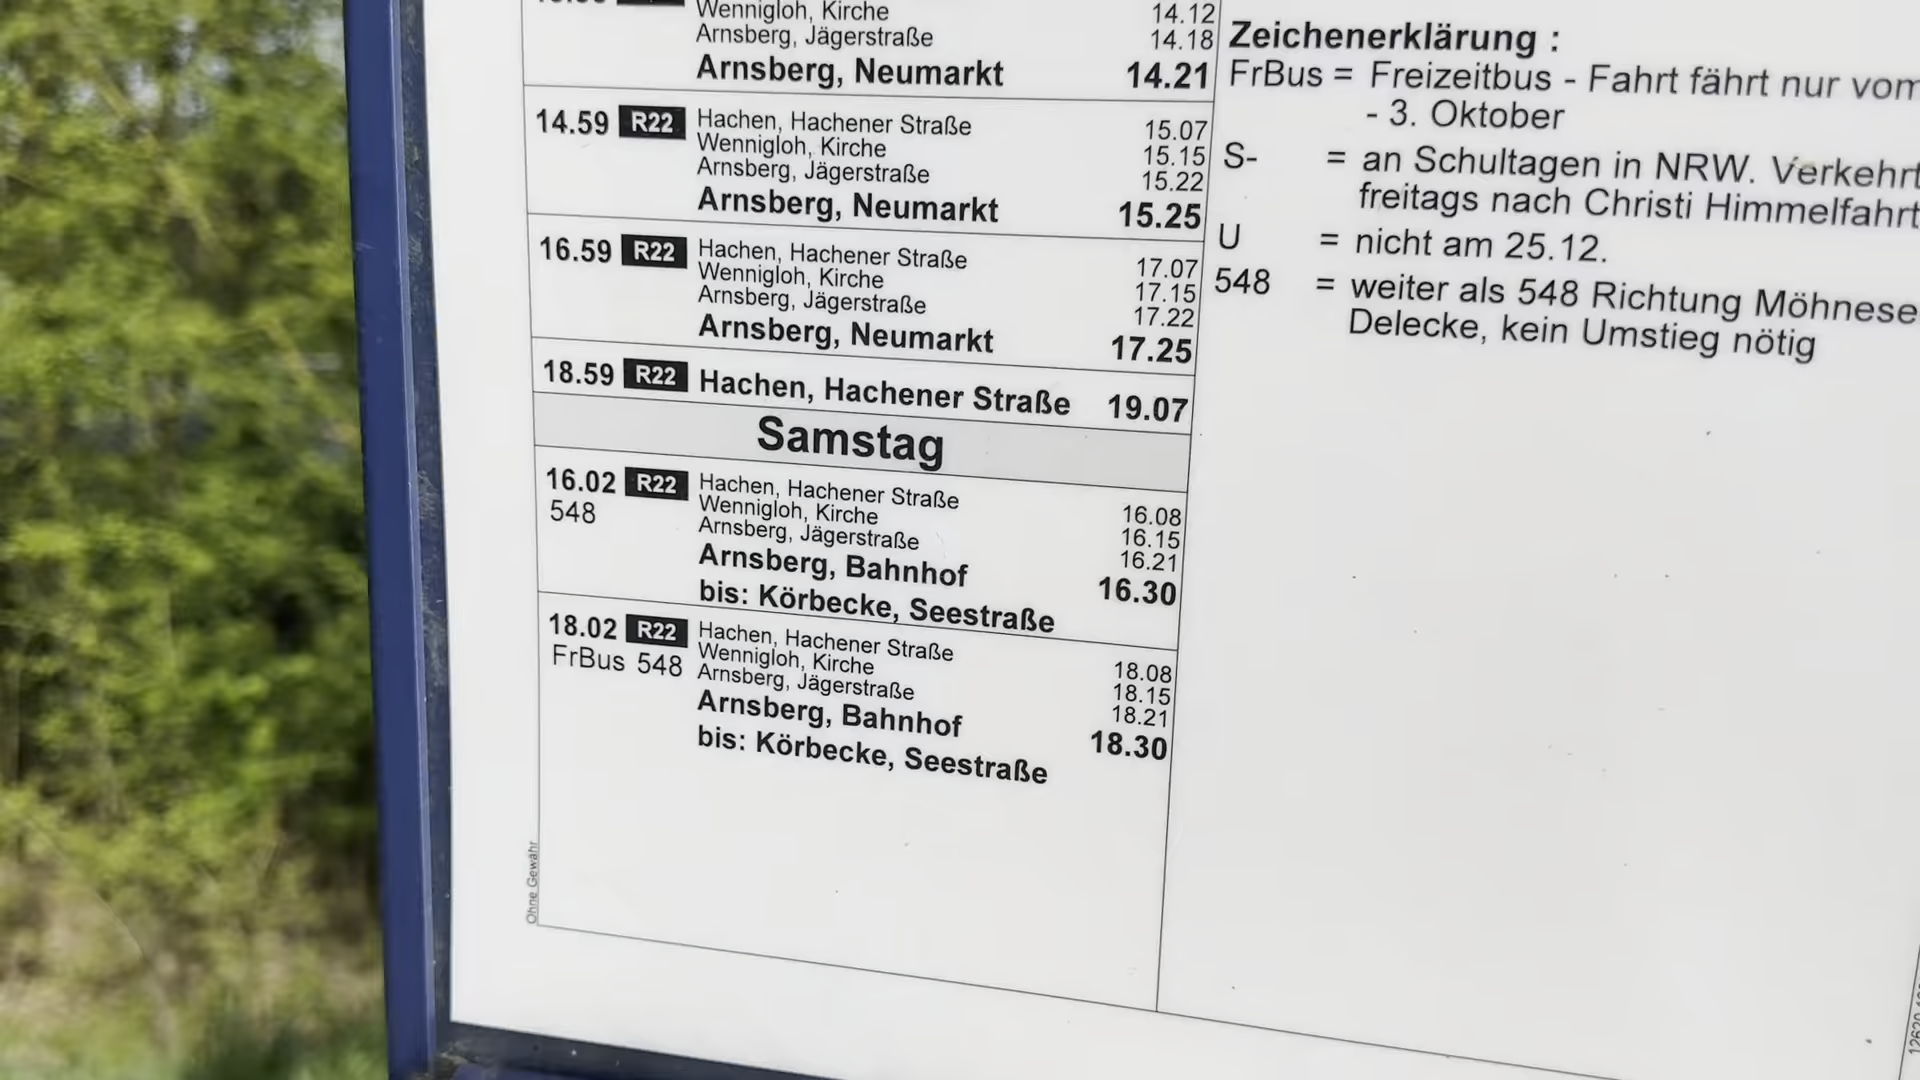 Wennigloh, Kirche 14.12
Arnsberg, Jägerstraße 14.18
Arnsberg, Neumarkt 14.21
14.59 R22 Hachen, Hachener Straße 15.07
Wennigloh, Kirche 15.15
Arnsberg, Jägerstraße 15.22
Arnsberg, Neumarkt 15.25
16.59 R22 Hachen, Hachener Straße 17.07
Wennigloh, Kirche 17.15
Arnsberg, Jägerstraße 17.22
Arnsberg, Neumarkt 17.25
18.59 R22 Hachen, Hachener Straße 19.07
Samstag
16.02 R22 Hachen, Hachener Straße 16.08
548 Wennigloh, Kirche 16.15
Arnsberg, Jägerstraße 16.21
Arnsberg, Bahnhof 16.30
bis: Körbecke, Seestraße
18.02 R22 Hachen, Hachener Straße 18.08
FrBus 548 Wennigloh, Kirche 18.15
Arnsberg, Jägerstraße 18.21
Arnsberg, Bahnhof 18.30
bis: Körbecke, Seestraße
Ohne Gewähr
Zeichenerklärung :
FrBus = Freizeitbus - Fahrt fährt nur vom
- 3. Oktober
S- = an Schultagen in NRW. Verkehrt
freitags nach Christi Himmelfahrt
U = nicht am 25.12.
548 = weiter als 548 Richtung Möhnese
Delecke, kein Umstieg nötig